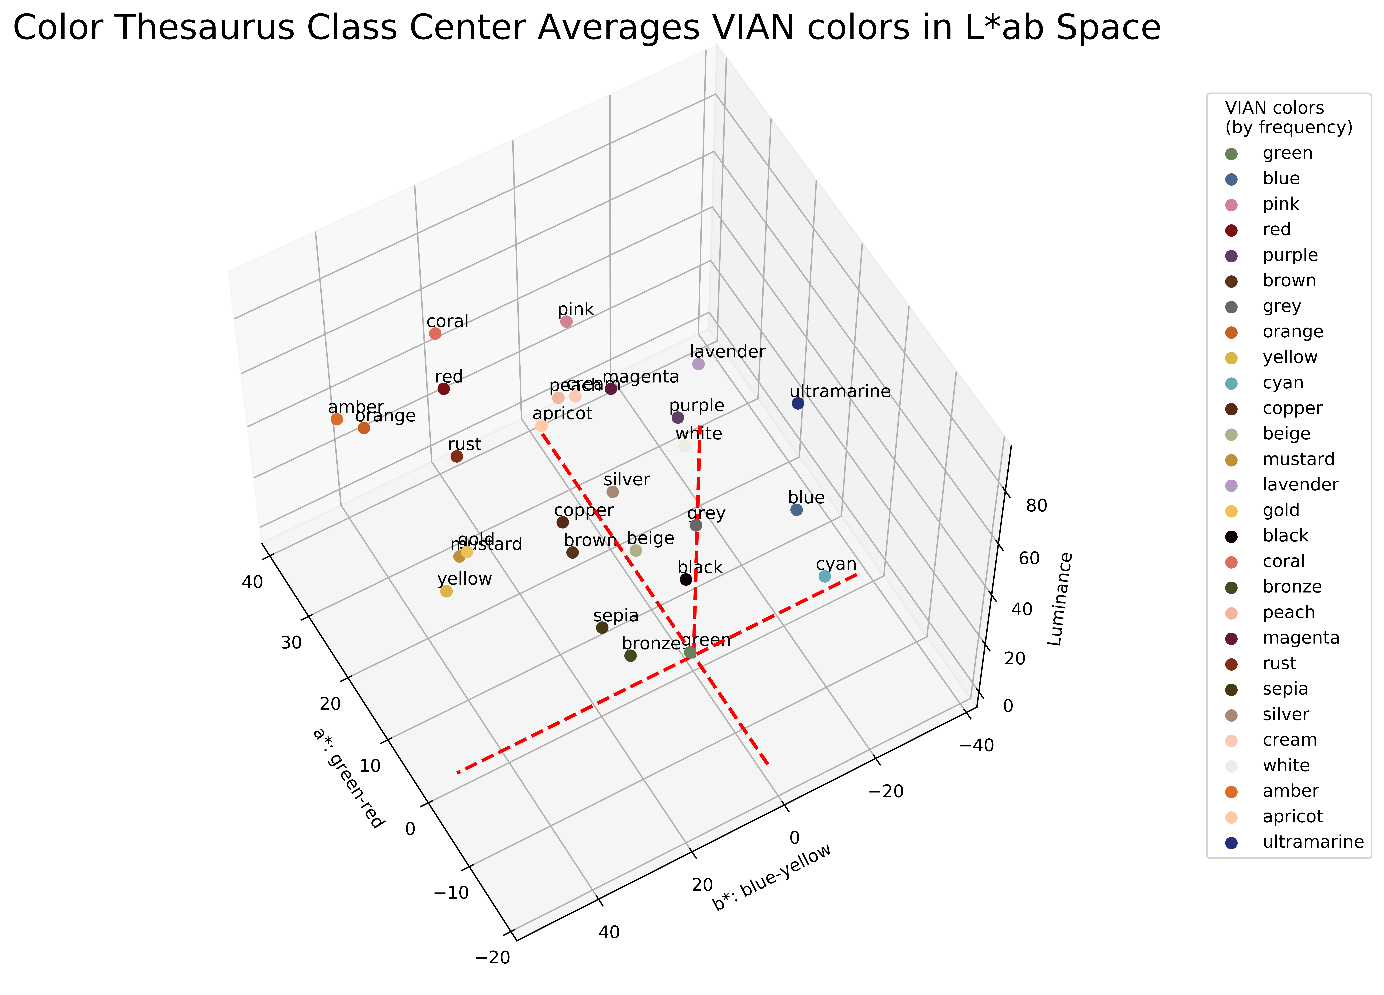 Color Thesaurus Class Center Averages VIAN colors in L*ab Space
VIAN colors
(by frequency)
green
blue
pink
red
purple
brown
grey
orange
yellow
cyan
copper
beige
mustard
lavender
gold
black
coral
bronze
peach
magenta
rust
sepia
silver
cream
white
amber
apricot
ultramarine
pink
coral
lavender
red
peach
cream
magenta
ultramarine
amber
orange
apricot
purple
white
rust
silver
blue
copper
grey
gold
mustard
brown
beige
black
cyan
yellow
sepia
bronze
green
40
30
20
10
0
−10
−20
a*: green-red
40
20
0
−20
−40
b*: blue-yellow
0
20
40
60
80
Luminance